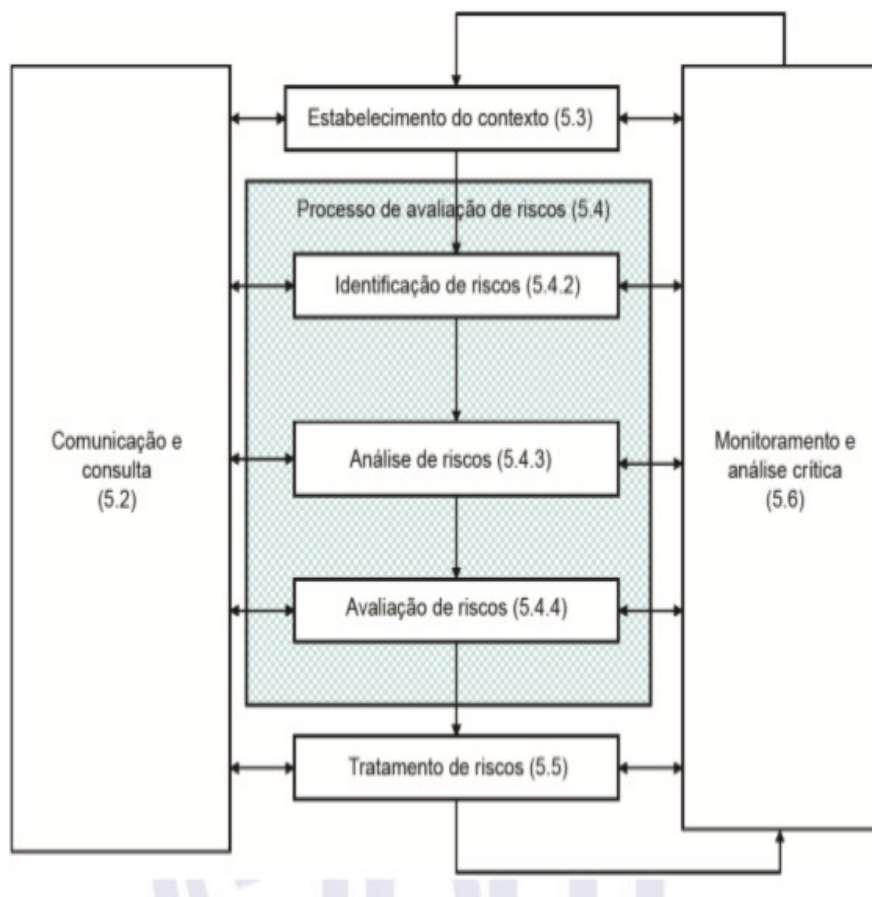 Estabelecimento do contexto (5.3)
Processo de avaliação de riscos (5.4)
Identificação de riscos (5.4.2)
Comunicação e
consulta
(5.2)
Análise de riscos (5.4.3)
Monitoramento e
análise crítica
(5.6)
Avaliação de riscos (5.4.4)
Tratamento de riscos (5.5)